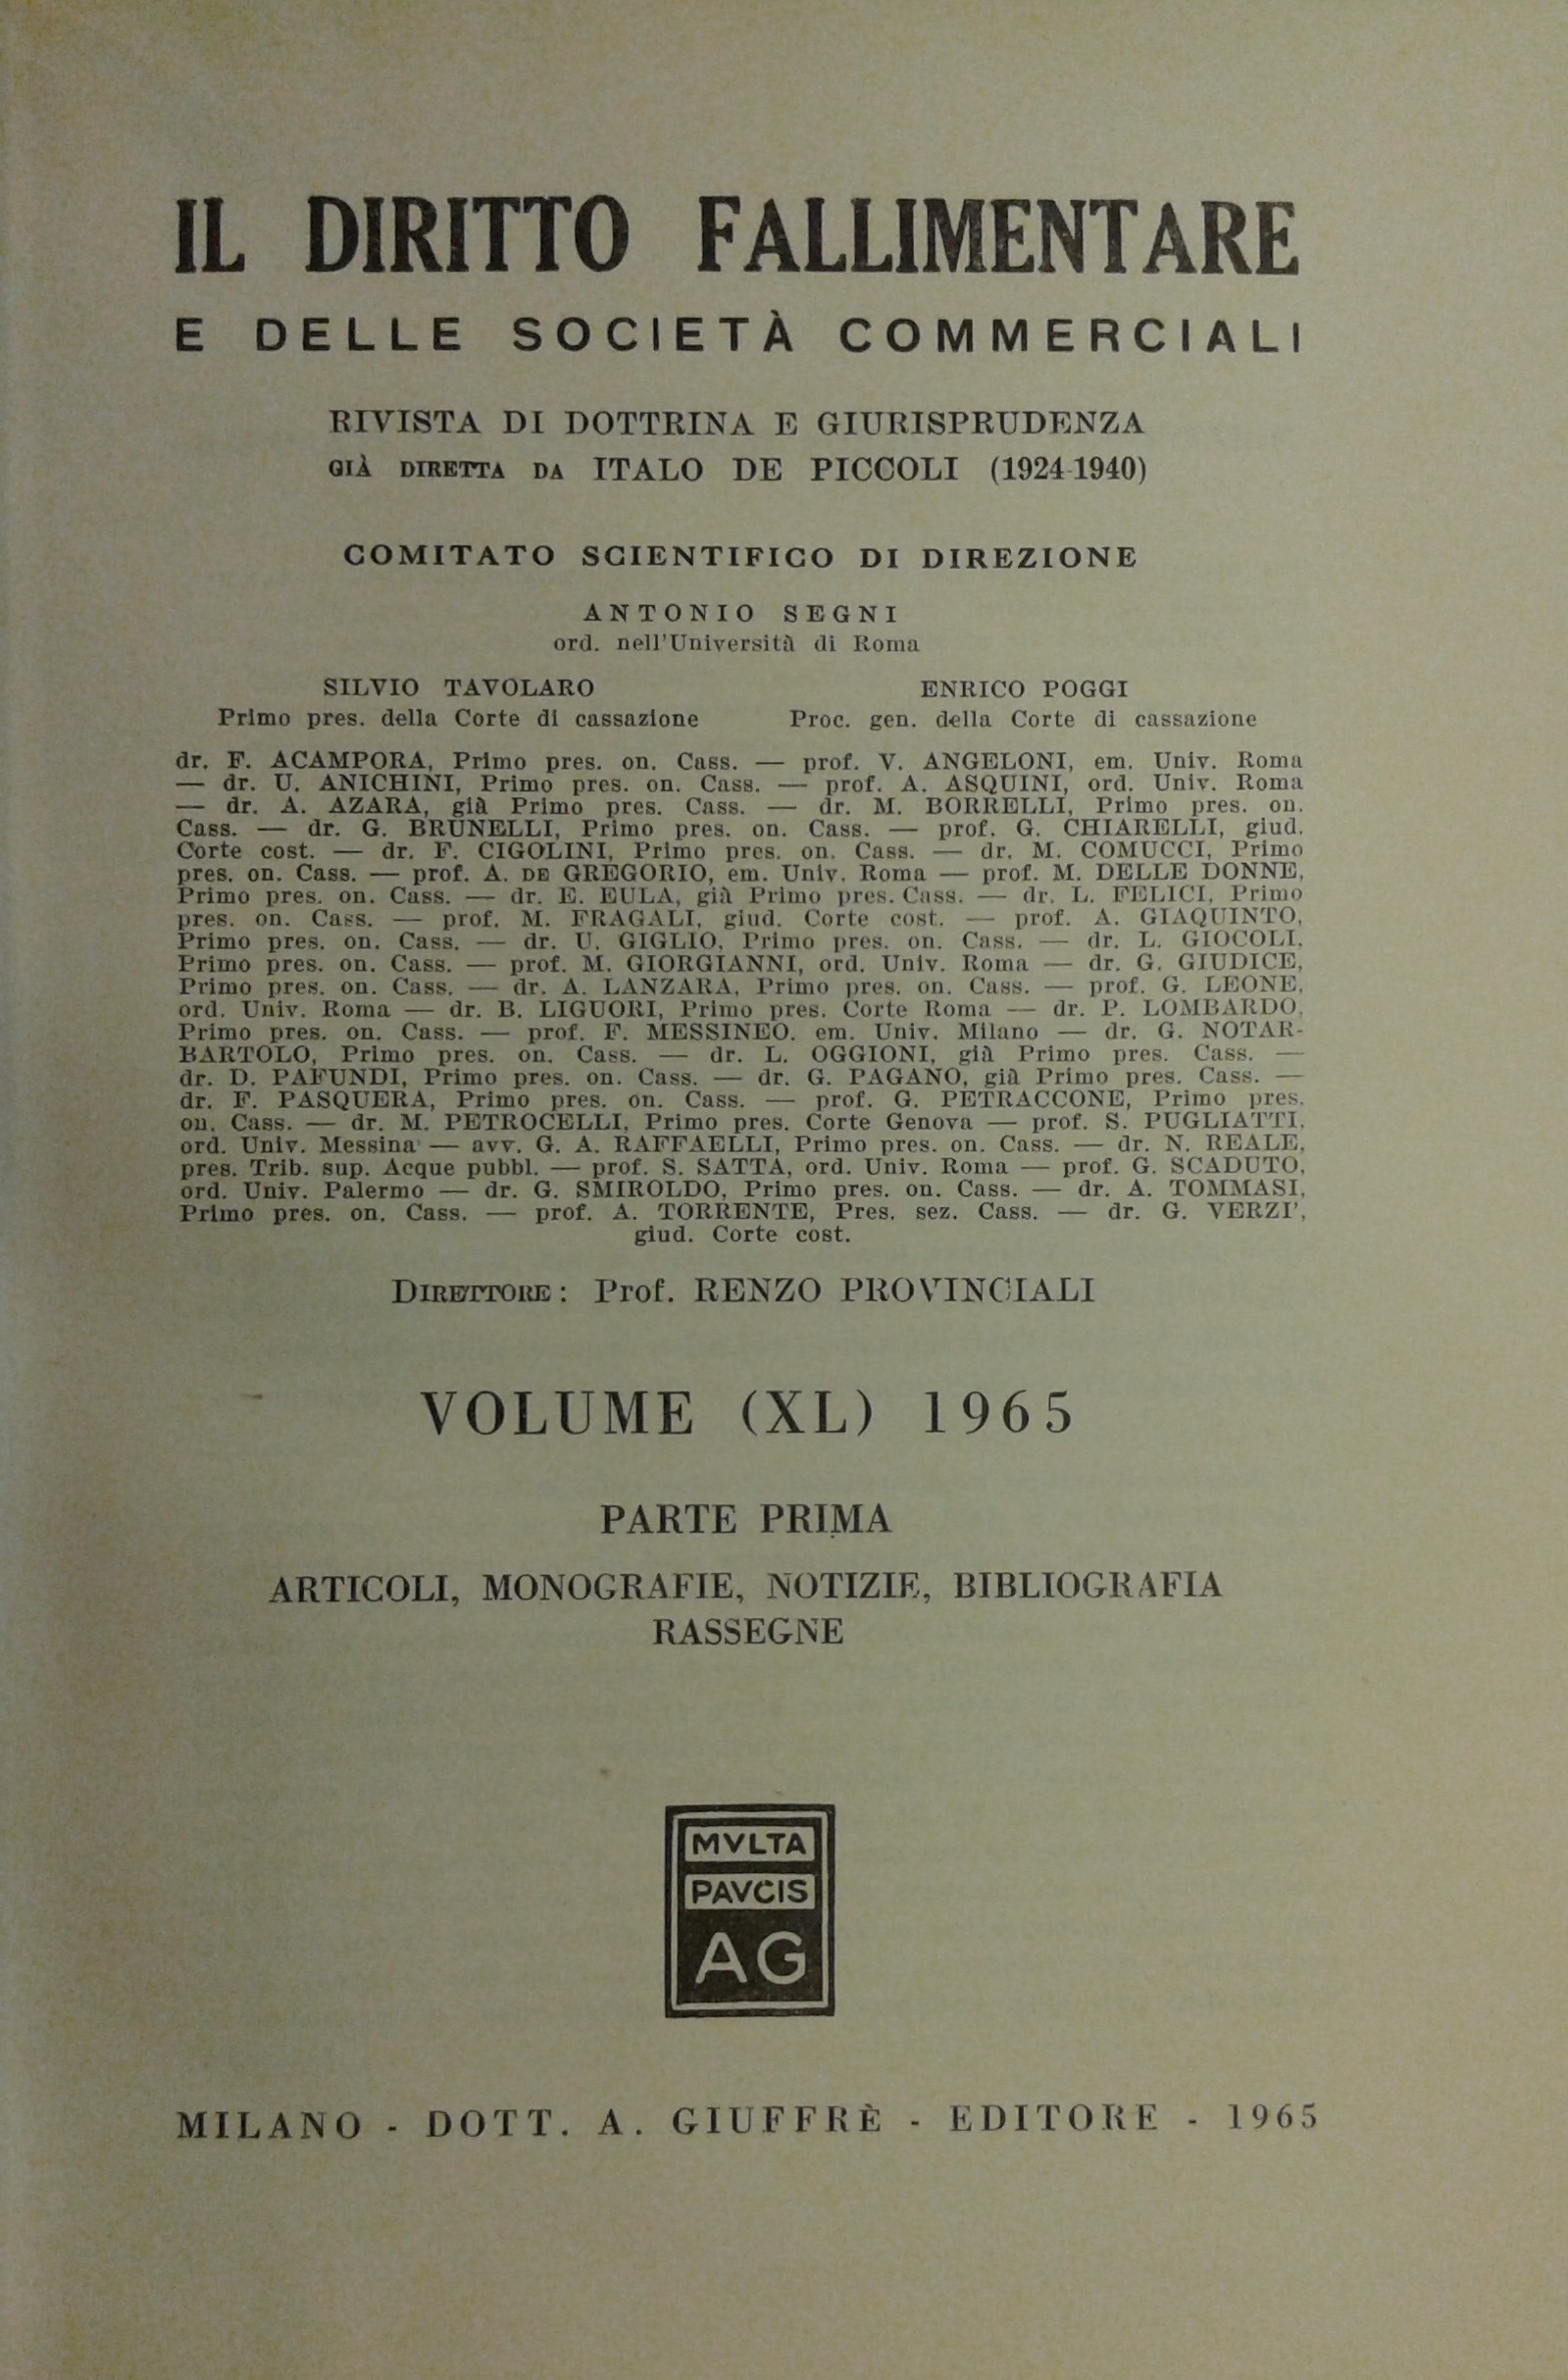 IL DIRITTO FALLIMENTARE
E DELLE SOCIETÀ COMMERCIALI
RIVISTA DI DOTTRINA E GIURISPRUDENZA
GIÀ DIRETTA DA ITALO DE PICCOLI (1924-1940)
COMITATO SCIENTIFICO DI DIREZIONE
ANTONIO SEGNI
ord. nell'Università di Roma
SILVIO TAVOLARO
Primo pres. della Corte di cassazione
ENRICO POGGI
Proc. gen. della Corte di cassazione
dr. F. ACAMPORA, Primo pres. on. Cass. — prof. V. ANGELONI, em. Univ. Roma
— dr. U. ANICHINI, Primo pres. on. Cass. — prof. A. ASQUINI, ord. Univ. Roma
— dr. A. AZARA, già Primo pres. Cass. — dr. M. BORRELLI, Primo pres. on.
Cass. — dr. G. BRUNELLI, Primo pres. on. Cass. — prof. G. CHIARELLI, giud.
Corte cost. — dr. F. CIGOLINI, Primo pres. on. Cass. — dr. M. COMUCCI, Primo
pres. on. Cass. — prof. A. DE GREGORIO, em. Univ. Roma — prof. M. DELLE DONNE,
Primo pres. on. Cass. — dr. E. EULA, già Primo pres. Cass. — dr. L. FELICI, Primo
pres. on. Cass. — prof. M. FRAGALI, giud. Corte cost. — prof. A. GIAQUINTO,
Primo pres. on. Cass. — dr. U. GIGLIO, Primo pres. on. Cass. — dr. L. GIOCOLI,
Primo pres. on. Cass. — prof. M. GIORGIANNI, ord. Univ. Roma — dr. G. GIUDICE,
Primo pres. on. Cass. — dr. A. LANZARA, Primo pres. on. Cass. — prof. G. LEONE,
ord. Univ. Roma — dr. B. LIGUORI, Primo pres. Corte Roma — dr. P. LOMBARDO,
Primo pres. on. Cass. — prof. F. MESSINEO. em. Univ. Milano — dr. G. NOTAR-
BARTOLO, Primo pres. on. Cass. — dr. L. OGGIONI, già Primo pres. Cass. —
dr. D. PAFUNDI, Primo pres. on. Cass. — dr. G. PAGANO, già Primo pres. Cass. —
dr. F. PASQUERA, Primo pres. on. Cass. — prof. G. PETRACCONE, Primo pres.
on. Cass. — dr. M. PETROCELLI, Primo pres. Corte Genova — prof. S. PUGLIATTI,
ord. Univ. Messina — avv. G. A. RAFFAELLI, Primo pres. on. Cass. — dr. N. REALE,
pres. Trib. sup. Acque pubbl. — prof. S. SATTA, ord. Univ. Roma — prof. G. SCADUTO,
ord. Univ. Palermo — dr. G. SMIROLDO, Primo pres. on. Cass. — dr. A. TOMMASI,
Primo pres. on. Cass. — prof. A. TORRENTE, Pres. sez. Cass. — dr. G. VERZI',
giud. Corte cost.
DIRETTORE: Prof. RENZO PROVINCIALI
VOLUME (XL) 1965
PARTE PRIMA
ARTICOLI, MONOGRAFIE, NOTIZIE, BIBLIOGRAFIA
RASSEGNE
MVLTA
PAVCIS
AG
MILANO - DOTT. A. GIUFFRÈ - EDITORE - 1965